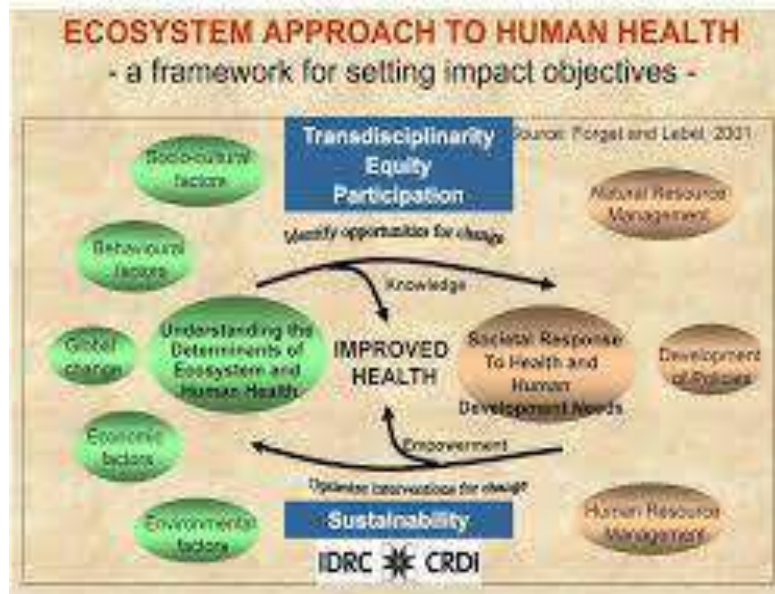 ECOSYSTEM APPROACH TO HUMAN HEALTH
- a framework for setting impact objectives -
Transdisciplinarity
Equity
Participation
Source: Forget and Lebel, 2001
Socio-cultural
factors
Natural Resource
Management
Identify opportunities for change
Behavioural
factors
Knowledge
Understanding the
Determinants of
Ecosystem and
Human Health
IMPROVED
HEALTH
Societal Response
To Health and
Human
Development Needs
Global
change
Development
of Policies
Economic
factors
Empowerment
Optimize interventions for change
Sustainability
Environmental
factors
Human Resource
Management
IDRC CRDI